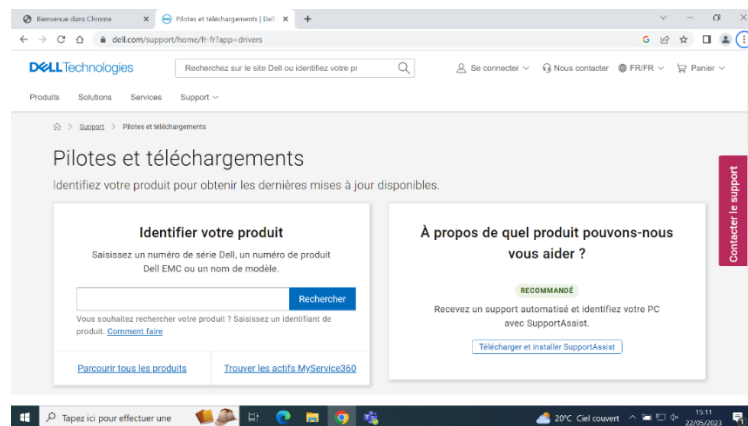 Bienvenue dans Chrome
Pilotes et téléchargements | Dell
dell.com/support/home/fr-fr?app=drivers
DELLTechnologies
Recherchez sur le site Dell ou identifiez votre pr
Se connecter
Nous contacter
FR/FR
Panier
Produits Solutions Services Support
Support > Pilotes et téléchargements
Pilotes et téléchargements
Identifiez votre produit pour obtenir les dernières mises à jour disponibles.
Contacter le support
Identifier votre produit
Saisissez un numéro de série Dell, un numéro de produit
Dell EMC ou un nom de modèle.
Rechercher
Vous souhaitez rechercher votre produit ? Saisissez un identifiant de
produit. Comment faire
Parcourir tous les produits
Trouver les actifs MyService360
À propos de quel produit pouvons-nous
vous aider ?
RECOMMANDÉ
Recevez un support automatisé et identifiez votre PC
avec SupportAssist.
Télécharger et installer SupportAssist
Tapez ici pour effectuer une
20°C Ciel couvert
15:11
22/05/2023